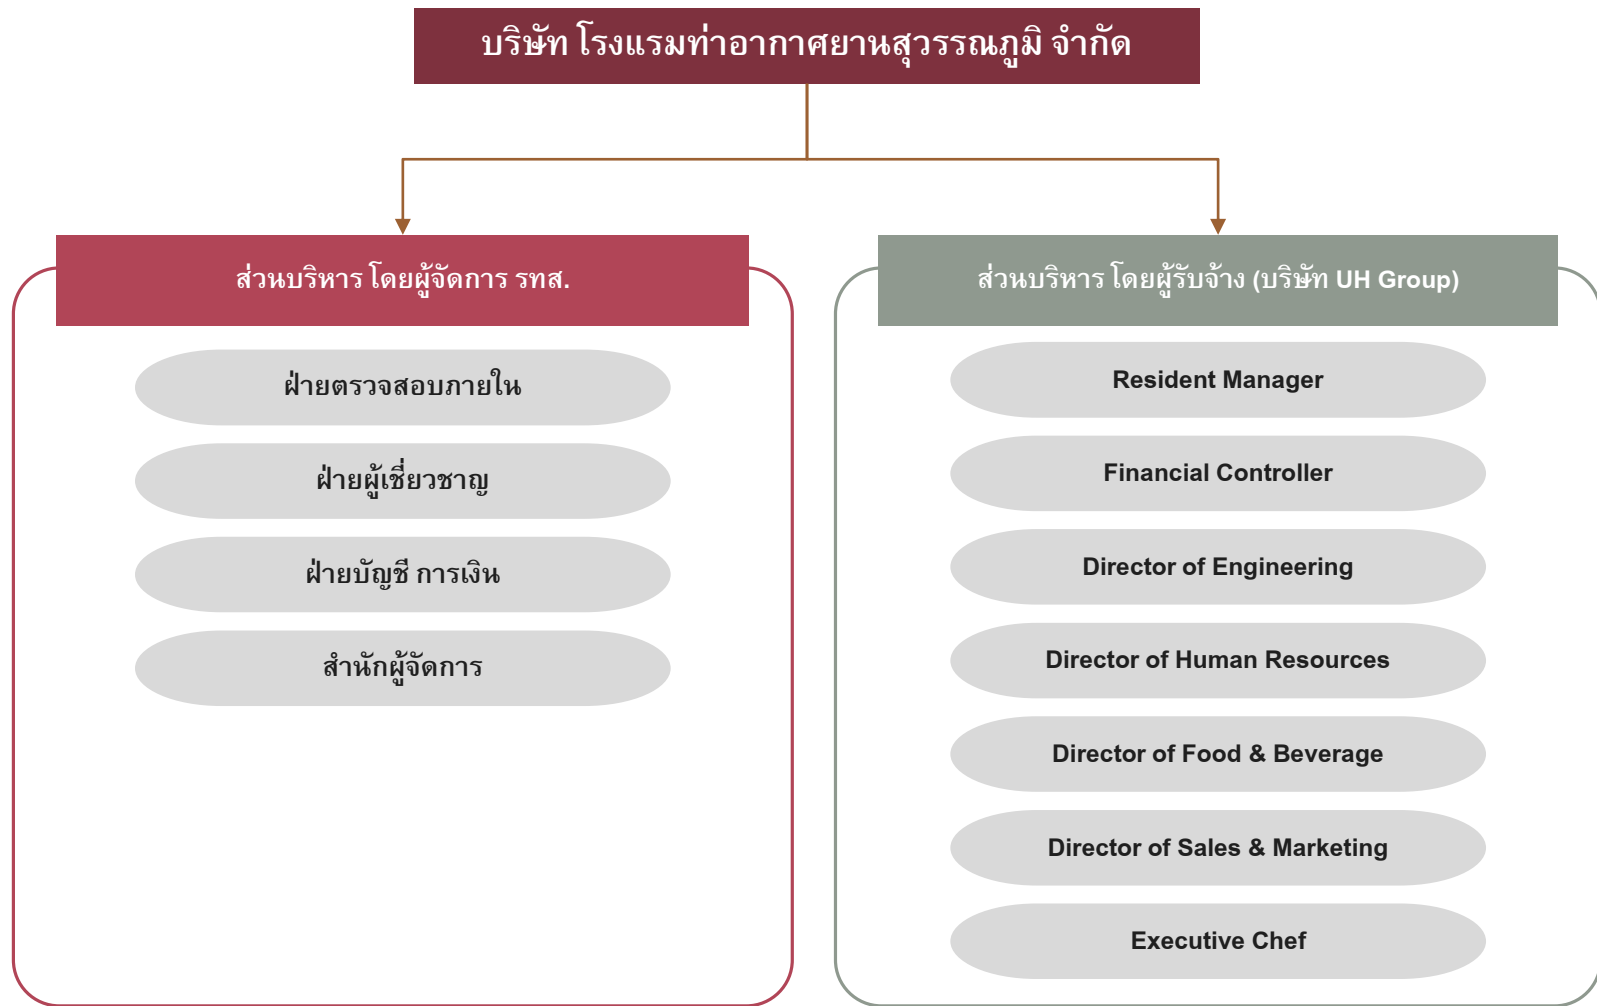 บริษัท โรงแรมท่าอากาศยานสุวรรณภูมิ จำกัด
ส่วนบริหาร โดยผู้จัดการ รทส.
ฝ่ายตรวจสอบภายใน
ฝ่ายผู้เชี่ยวชาญ
ฝ่ายบัญชี การเงิน
สำนักผู้จัดการ
ส่วนบริหาร โดยผู้รับจ้าง (บริษัท UH Group)
Resident Manager
Financial Controller
Director of Engineering
Director of Human Resources
Director of Food & Beverage
Director of Sales & Marketing
Executive Chef